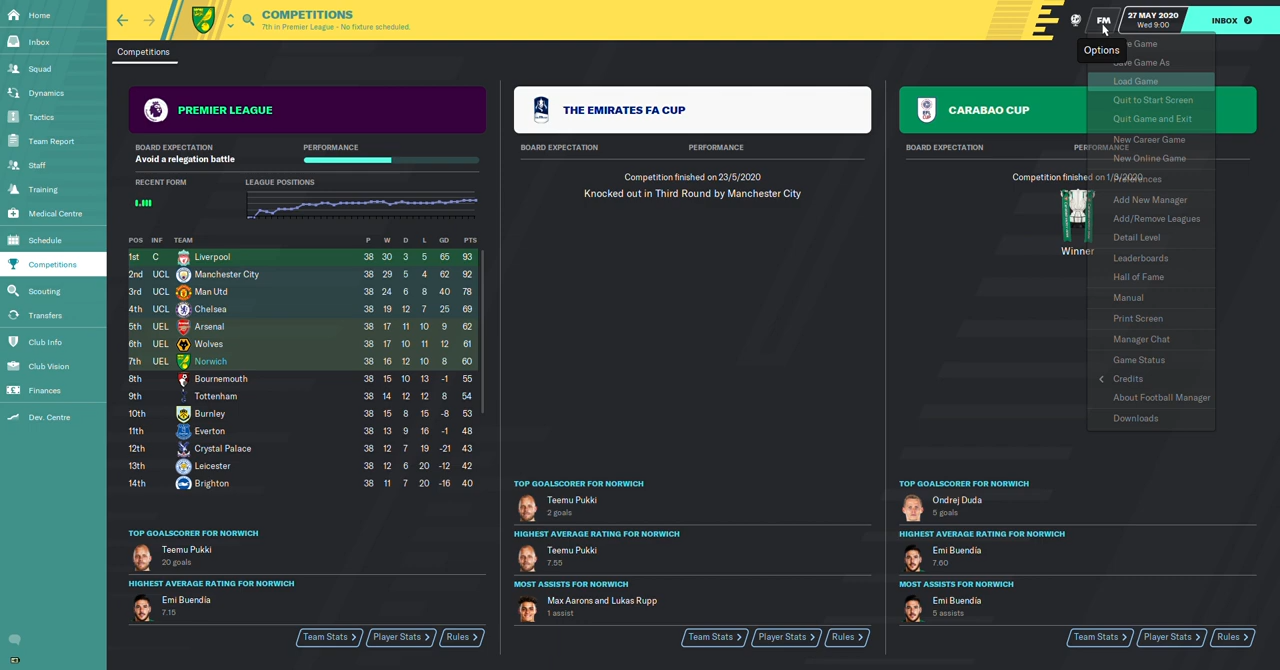 Home
Inbox
Squad
Dynamics
Tactics
Team Report
Staff
Training
Medical Centre
Schedule
Competitions
Scouting
Transfers
Club Info
Club Vision
Finances
Dev. Centre
COMPETITIONS
7th in Premier League - No fixture scheduled.
FM
27 MAY 2020
Wed 9:00
INBOX
Competitions
Options
Save Game As
Load Game
Quit to Start Screen
Quit Game and Exit
New Career Game
New Online Game
Preferences
Add New Manager
Add/Remove Leagues
Detail Level
Leaderboards
Hall of Fame
Manual
Print Screen
Manager Chat
Game Status
Credits
About Football Manager
Downloads
PREMIER LEAGUE
BOARD EXPECTATION PERFORMANCE
Avoid a relegation battle
RECENT FORM LEAGUE POSITIONS
POS INF TEAM P W D L GD PTS
1st C Liverpool 38 30 3 5 65 93
2nd UCL Manchester City 38 29 5 4 62 92
3rd UCL Man Utd 38 24 6 8 40 78
4th UCL Chelsea 38 19 12 7 25 69
5th UEL Arsenal 38 17 11 10 9 62
6th UEL Wolves 38 17 10 11 12 61
7th UEL Norwich 38 16 12 10 8 60
8th Bournemouth 38 15 10 13 -1 55
9th Tottenham 38 14 12 12 8 54
10th Burnley 38 15 8 15 -8 53
11th Everton 38 13 9 16 -1 48
12th Crystal Palace 38 12 7 19 -21 43
13th Leicester 38 12 6 20 -12 42
14th Brighton 38 11 7 20 -16 40
TOP GOALSCORER FOR NORWICH
Teemu Pukki
20 goals
HIGHEST AVERAGE RATING FOR NORWICH
Emi Buendía
7.15
Team Stats Player Stats Rules
THE EMIRATES FA CUP
BOARD EXPECTATION PERFORMANCE
Competition finished on 23/5/2020
Knocked out in Third Round by Manchester City
TOP GOALSCORER FOR NORWICH
Teemu Pukki
2 goals
HIGHEST AVERAGE RATING FOR NORWICH
Teemu Pukki
7.55
MOST ASSISTS FOR NORWICH
Max Aarons and Lukas Rupp
1 assist
Team Stats Player Stats Rules
CARABAO CUP
BOARD EXPECTATION PERFORMANCE
Competition finished on 1/3/2020
Winner
TOP GOALSCORER FOR NORWICH
Ondrej Duda
5 goals
HIGHEST AVERAGE RATING FOR NORWICH
Emi Buendía
7.60
MOST ASSISTS FOR NORWICH
Emi Buendía
5 assists
Team Stats Player Stats Rules